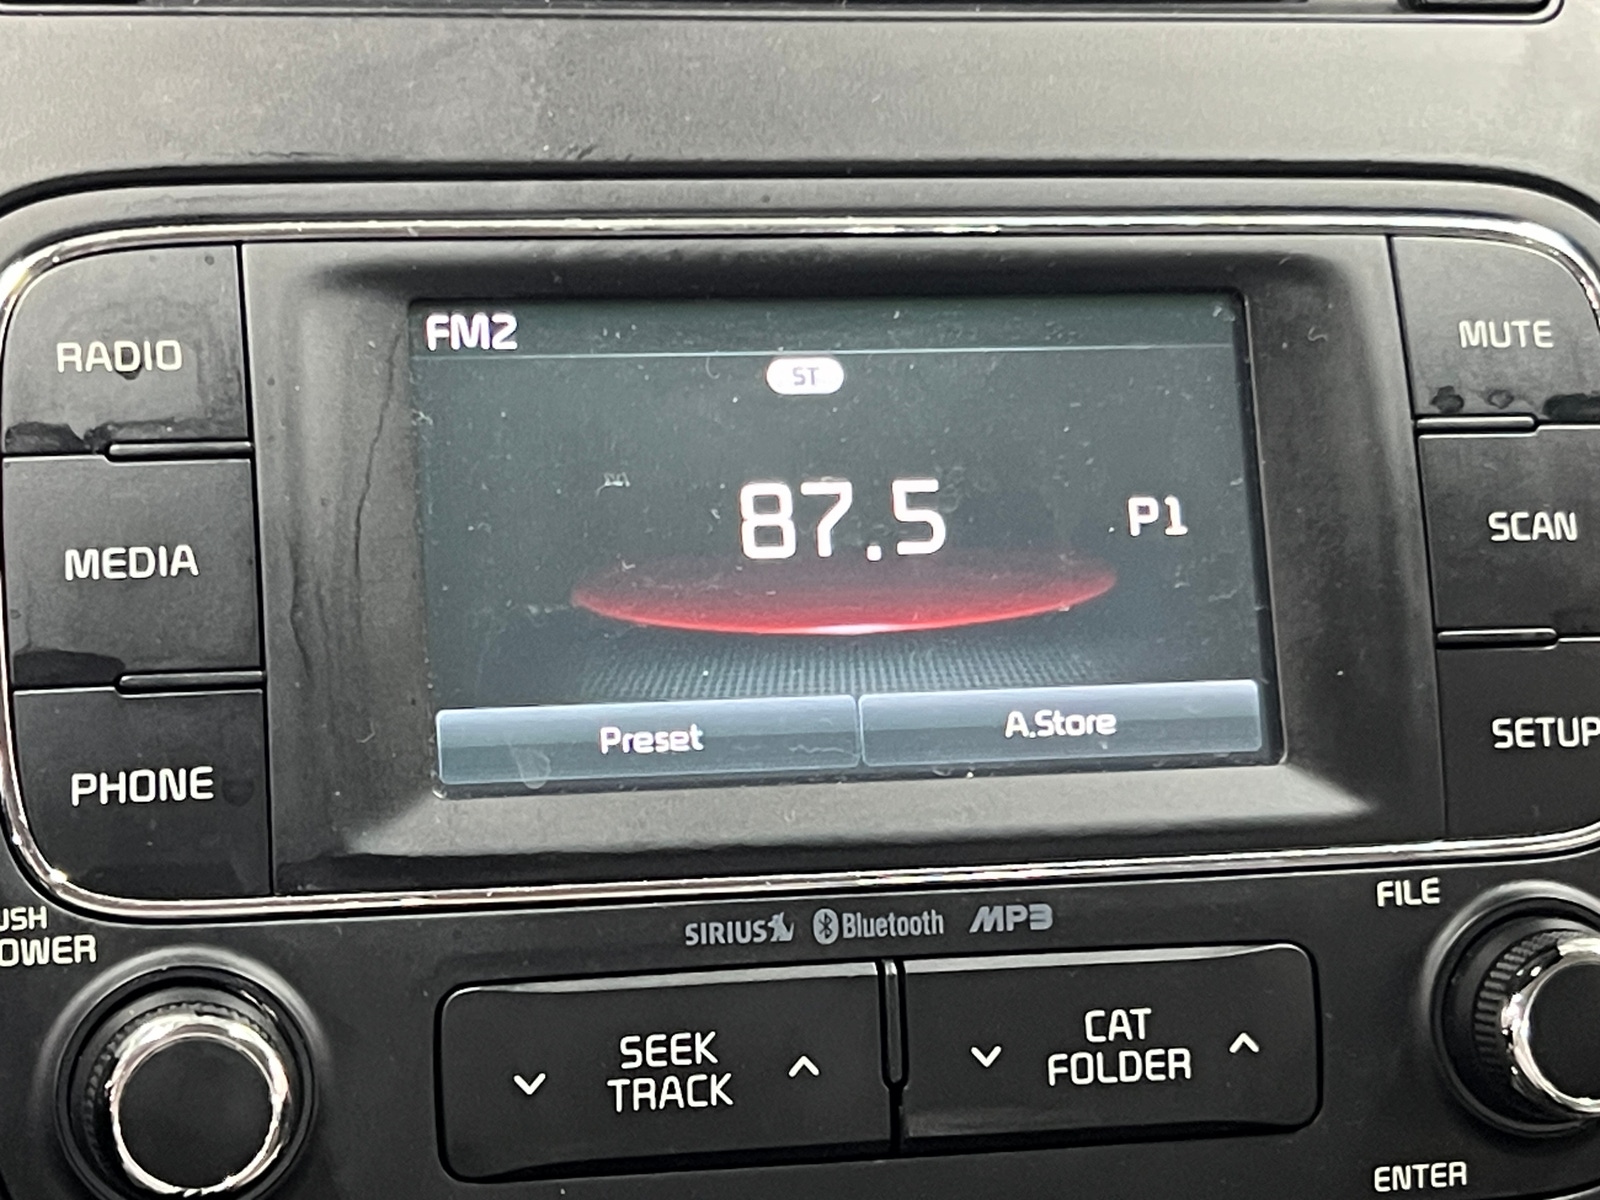 FM2
ST
87.5
P1
Preset
A.Store
RADIO
MEDIA
PHONE
MUTE
SCAN
SETUP
SIRIUS Bluetooth MP3
USH
OWER
FILE
SEEK
TRACK
CAT
FOLDER
ENTER